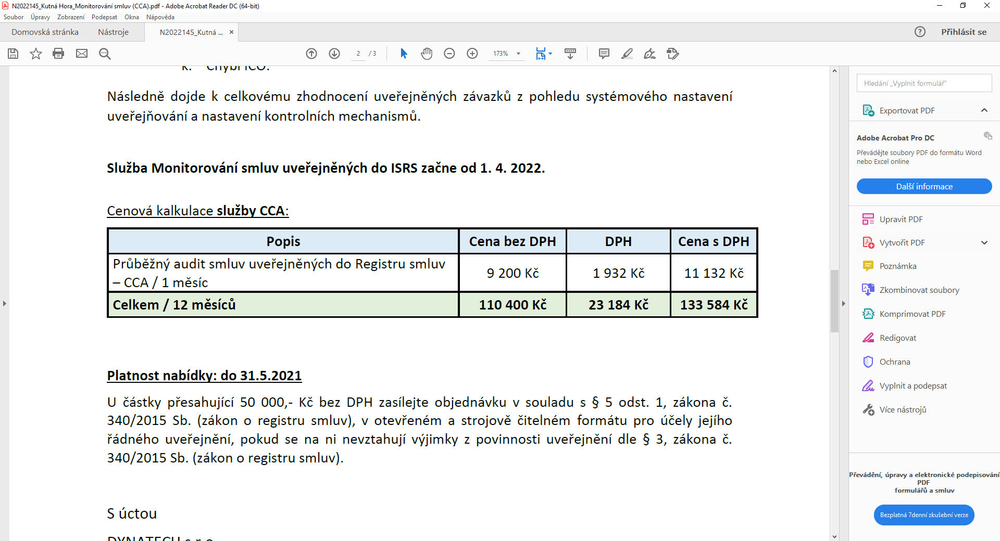 N2022145_Kutná Hora_Monitorování smluv (CCA).pdf - Adobe Acrobat Reader DC (64-bit)
Soubor Úpravy Zobrazení Podepsat Okna Nápověda
Domovská stránka Nástroje N2022145_Kutná ... × Přihlásit se
2 / 3 173%
k. Chybí IČO.
Následně dojde k celkovému zhodnocení uveřejněných závazků z pohledu systémového nastavení
uveřejňování a nastavení kontrolních mechanismů.
Služba Monitorování smluv uveřejněných do ISRS začne od 1. 4. 2022.
Cenová kalkulace služby CCA:
Popis Cena bez DPH DPH Cena s DPH
Průběžný audit smluv uveřejněných do Registru smluv
– CCA / 1 měsíc 9 200 Kč 1 932 Kč 11 132 Kč
Celkem / 12 měsíců 110 400 Kč 23 184 Kč 133 584 Kč
Platnost nabídky: do 31.5.2021
U částky přesahující 50 000,- Kč bez DPH zasílejte objednávku v souladu s § 5 odst. 1, zákona č.
340/2015 Sb. (zákon o registru smluv), v otevřeném a strojově čitelném formátu pro účely jejího
řádného uveřejnění, pokud se na ni nevztahují výjimky z povinnosti uveřejnění dle § 3, zákona č.
340/2015 Sb. (zákon o registru smluv).
S úctou
DYNATECH s.r.o.
Hledání „Vyplnit formulář“
Exportovat PDF
Adobe Acrobat Pro DC
Převádějte soubory PDF do formátu Word
nebo Excel online
Další informace
Upravit PDF
Vytvořit PDF
Poznámka
Zkombinovat soubory
Komprimovat PDF
Redigovat
Ochrana
Vyplnit a podepsat
Více nástrojů
Převádění, úpravy a elektronické podepisování
PDF
formulářů a smluv
Bezplatná 7denní zkušební verze